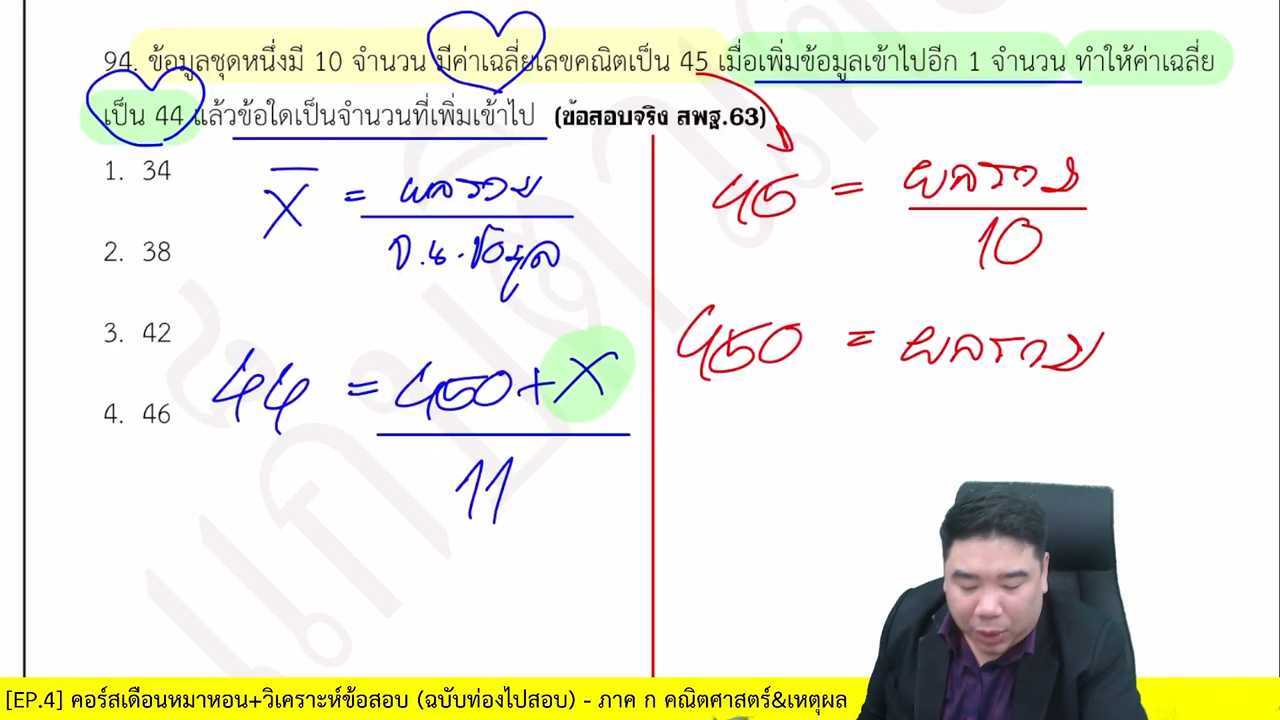 94. ข้อมูลชุดหนึ่งมี 10 จำนวน มีค่าเฉลี่ยเลขคณิตเป็น 45 เมื่อเพิ่มข้อมูลเข้าไปอีก 1 จำนวน ทำให้ค่าเฉลี่ย
เป็น 44 แล้วข้อใดเป็นจำนวนที่เพิ่มเข้าไป (ข้อสอบจริง สพฐ.63)
1. 34
2. 38
3. 42
4. 46
X̄ = ผลรวม
จ.น.ข้อมูล
44 = 450+X
11
45 = ผลรวม
10
450 = ผลรวม
[EP.4] คอร์สเดือนหมาหอน+วิเคราะห์ข้อสอบ (ฉบับท่องไปสอบ) - ภาค ก คณิตศาสตร์&เหตุผล